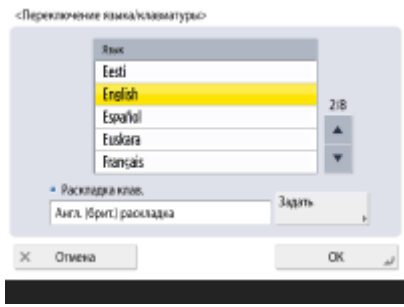 <Переключение языка/клавиатуры>
Язык
Eesti
English
Español
Euskara
Français
2/8
Раскладка клав.
Англ. (брит.) раскладка
Задать
Отмена
OK